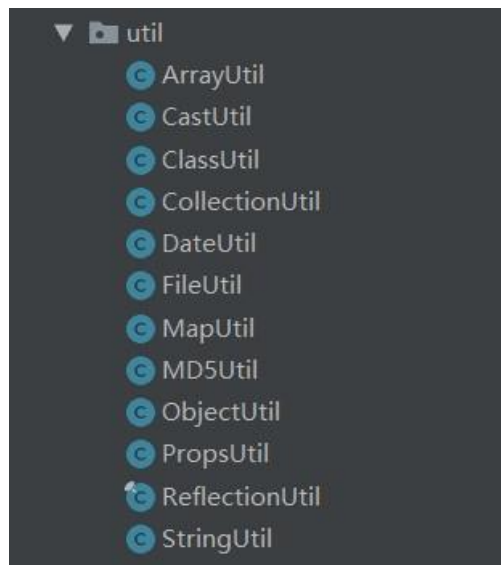 util
ArrayUtil
CastUtil
ClassUtil
CollectionUtil
DateUtil
FileUtil
MapUtil
MD5Util
ObjectUtil
PropsUtil
ReflectionUtil
StringUtil